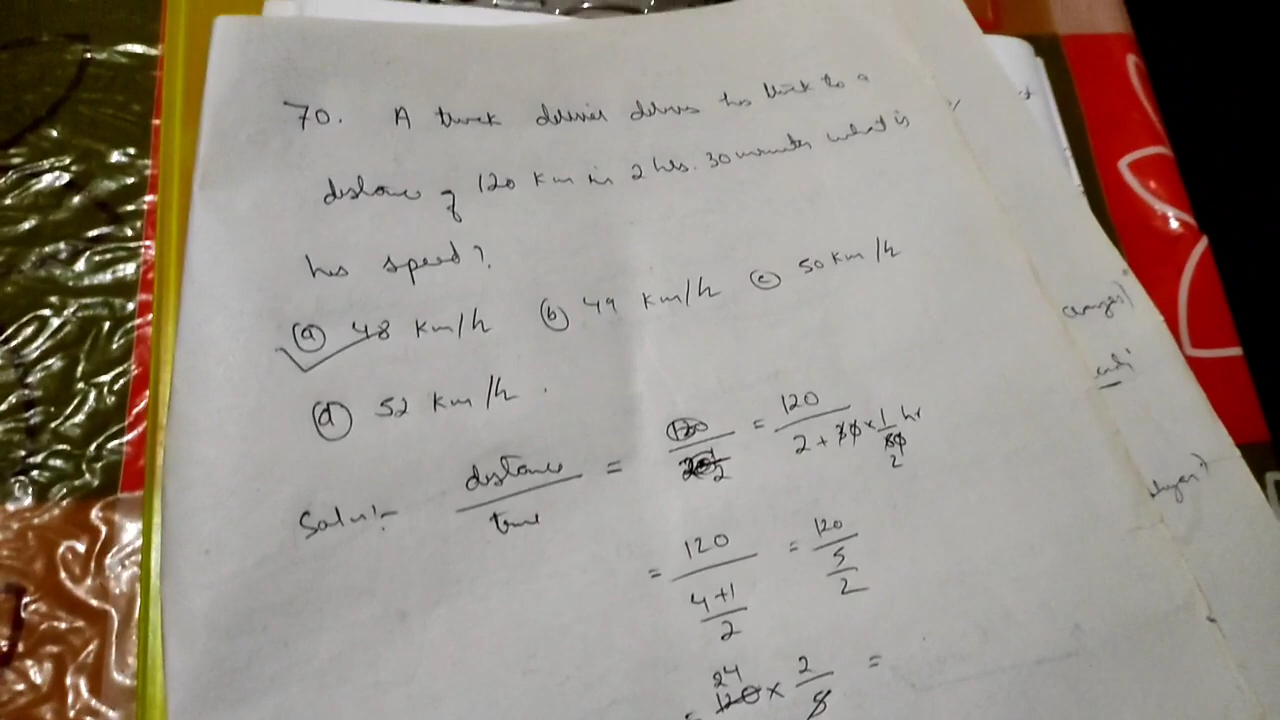 70. A truck driver drives his truck to a
distance of 120 km in 2 hrs. 30 minutes what is
his speed?
(a) 48 km/h (b) 49 km/h (c) 50 km/h
(d) 52 km/h.
Soln:- distance/time = 120/2 = 120/(2 + 30 × 1/60 hr) 2
= 120/((4+1)/2) = 120/(5/2)
= 24 120 × 2/5 =